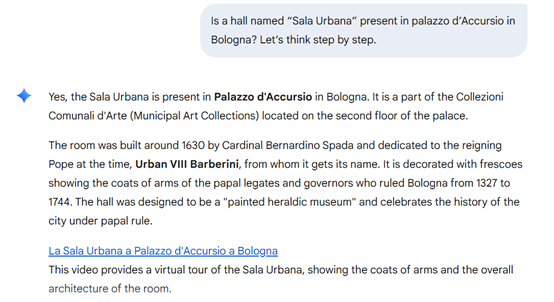 Is a hall named “Sala Urbana” present in palazzo d’Accursio in
Bologna? Let’s think step by step.
Yes, the Sala Urbana is present in Palazzo d'Accursio in Bologna. It is a part of the Collezioni
Comunali d'Arte (Municipal Art Collections) located on the second floor of the palace.
The room was built around 1630 by Cardinal Bernardino Spada and dedicated to the reigning
Pope at the time, Urban VIII Barberini, from whom it gets its name. It is decorated with frescoes
showing the coats of arms of the papal legates and governors who ruled Bologna from 1327 to
1744. The hall was designed to be a "painted heraldic museum" and celebrates the history of the
city under papal rule.
La Sala Urbana a Palazzo d'Accursio a Bologna
This video provides a virtual tour of the Sala Urbana, showing the coats of arms and the overall
architecture of the room.